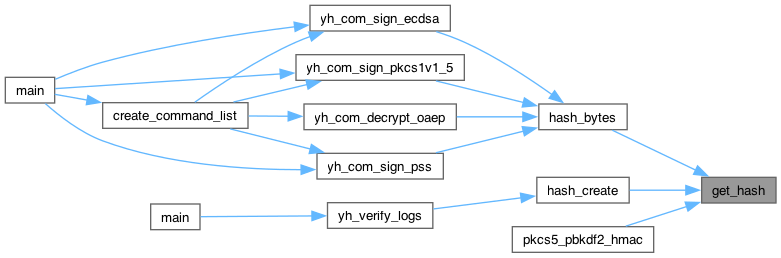 yh_com_sign_ecdsa
yh_com_sign_pkcs1v1_5
main
create_command_list
yh_com_decrypt_oaep
hash_bytes
yh_com_sign_pss
hash_create
get_hash
main
yh_verify_logs
pkcs5_pbkdf2_hmac